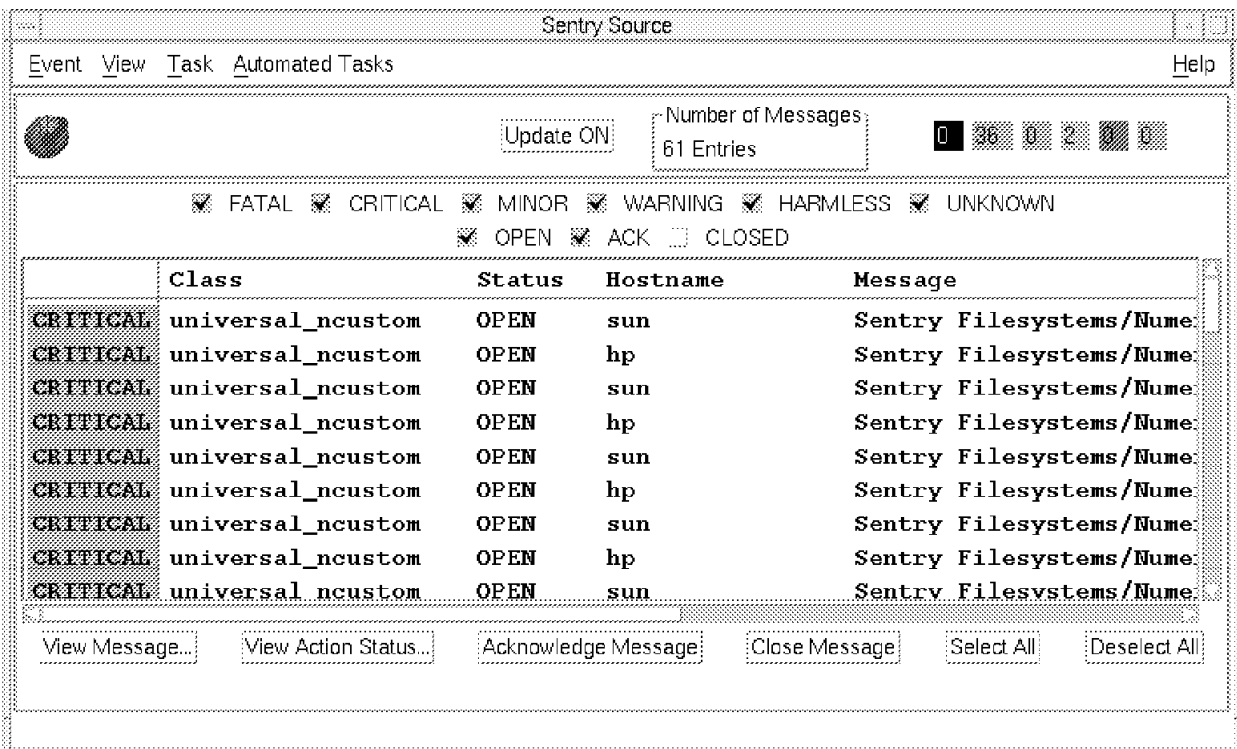 Sentry Source
Event View Task Automated Tasks Help
Number of Messages
Update ON
61 Entries
0 36 0 2 0 0
FATAL CRITICAL MINOR WARNING HARMLESS UNKNOWN
OPEN ACK CLOSED
Class Status Hostname Message
CRITICAL universal_ncustom OPEN sun Sentry Filesystems/Nume
CRITICAL universal_ncustom OPEN hp Sentry Filesystems/Nume
CRITICAL universal_ncustom OPEN sun Sentry Filesystems/Nume
CRITICAL universal_ncustom OPEN hp Sentry Filesystems/Nume
CRITICAL universal_ncustom OPEN sun Sentry Filesystems/Nume
CRITICAL universal_ncustom OPEN hp Sentry Filesystems/Nume
CRITICAL universal_ncustom OPEN sun Sentry Filesystems/Nume
CRITICAL universal_ncustom OPEN hp Sentry Filesystems/Nume
CRITICAL universal_ncustom OPEN sun Sentry Filesystems/Nume
View Message... View Action Status... Acknowledge Message Close Message Select All Deselect All